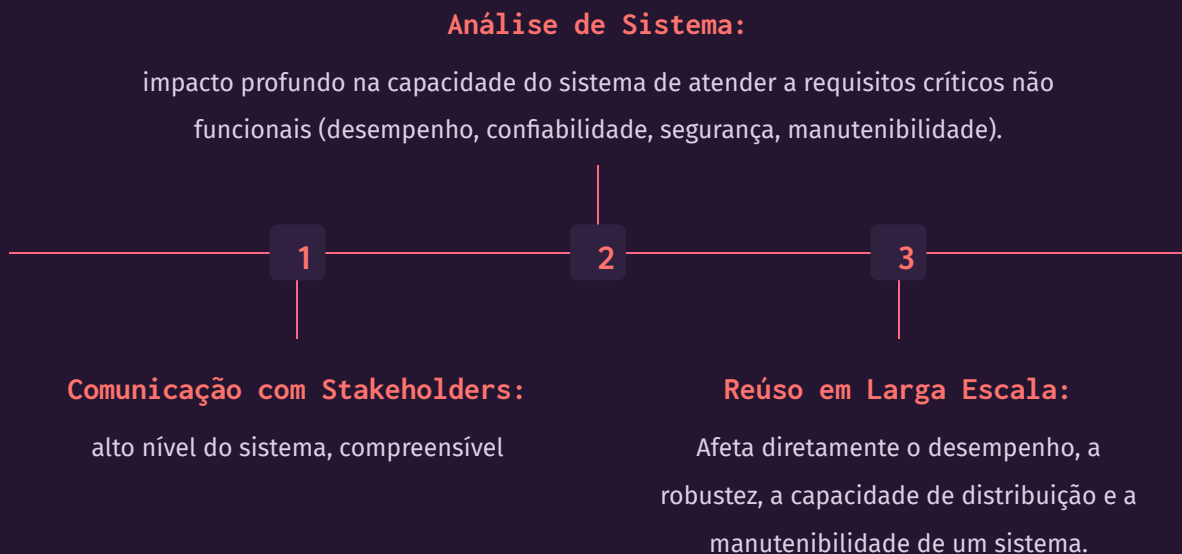 Análise de Sistema:
impacto profundo na capacidade do sistema de atender a requisitos críticos não
funcionais (desempenho, confiabilidade, segurança, manutenibilidade).
1
2
3
Comunicação com Stakeholders:
alto nível do sistema, compreensível
Reúso em Larga Escala:
Afeta diretamente o desempenho, a
robustez, a capacidade de distribuição e a
manutenibilidade de um sistema.